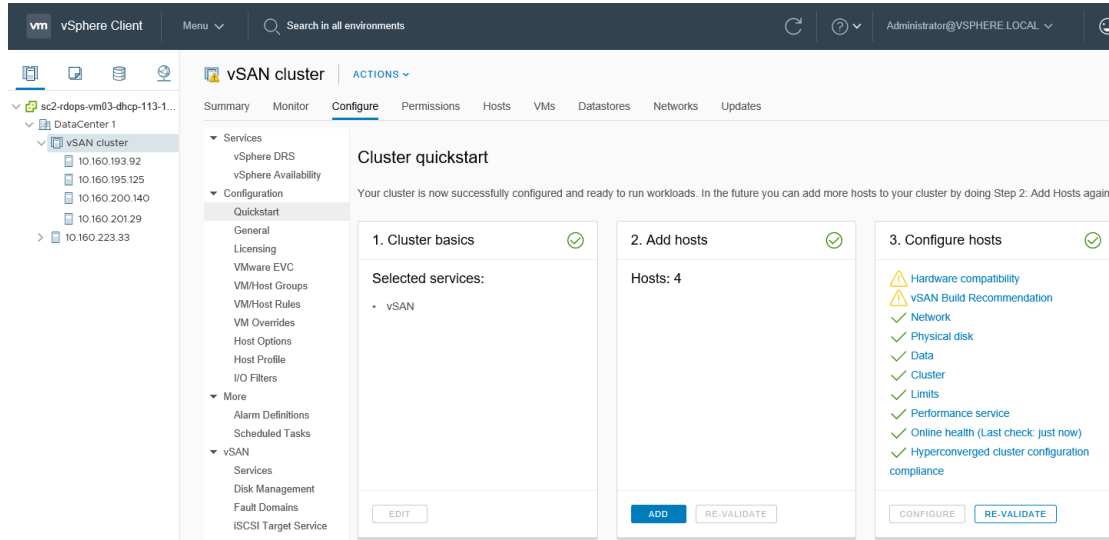 vm vSphere Client Menu Search in all environments Administrator@VSPHERE.LOCAL
vSAN cluster ACTIONS
Summary Monitor Configure Permissions Hosts VMs Datastores Networks Updates
sc2-rdops-vm03-dhcp-113-1...
DataCenter 1
vSAN cluster
10.160.193.92
10.160.195.125
10.160.200.140
10.160.201.29
10.160.223.33
Services
vSphere DRS
vSphere Availability
Configuration
Quickstart
General
Licensing
VMware EVC
VM/Host Groups
VM/Host Rules
VM Overrides
Host Options
Host Profile
I/O Filters
More
Alarm Definitions
Scheduled Tasks
vSAN
Services
Disk Management
Fault Domains
iSCSI Target Service
Cluster quickstart
Your cluster is now successfully configured and ready to run workloads. In the future you can add more hosts to your cluster by doing Step 2: Add Hosts again
1. Cluster basics
Selected services:
• vSAN
EDIT
2. Add hosts
Hosts: 4
ADD RE-VALIDATE
3. Configure hosts
Hardware compatibility
vSAN Build Recommendation
Network
Physical disk
Data
Cluster
Limits
Performance service
Online health (Last check: just now)
Hyperconverged cluster configuration
compliance
CONFIGURE RE-VALIDATE